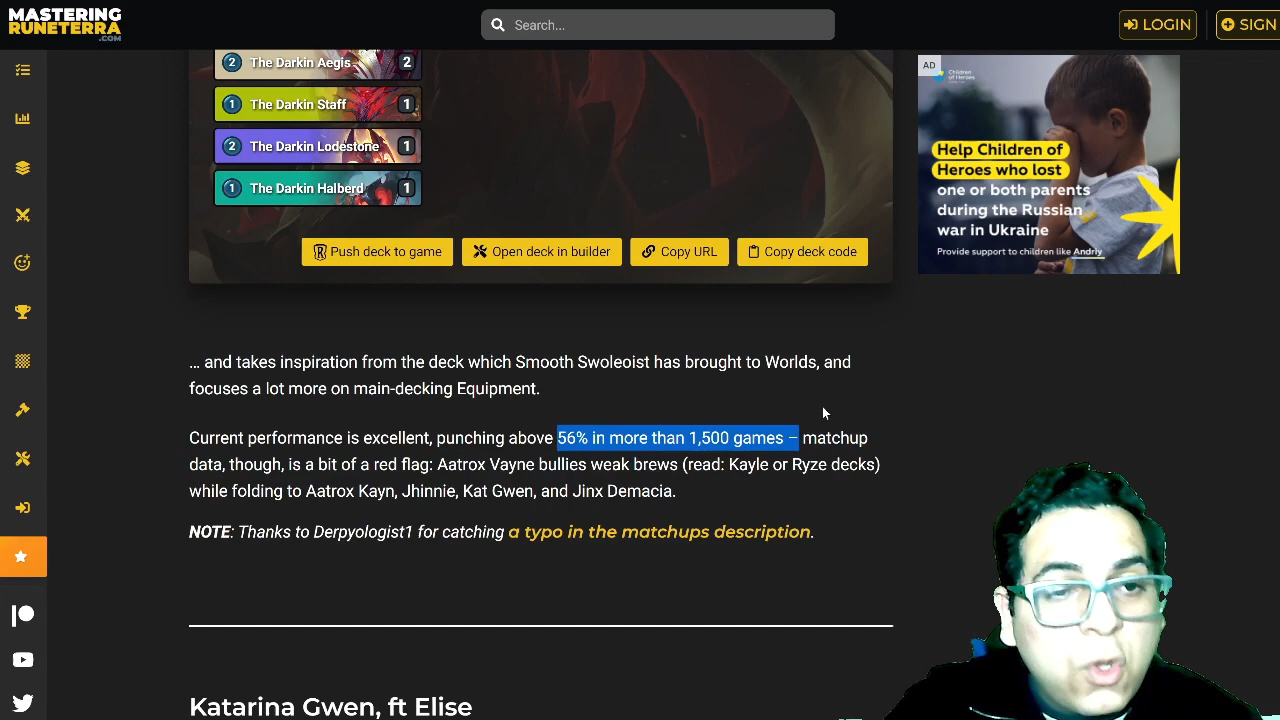 MASTERING
RUNETERRA
.COM
Search...
LOGIN
SIGN
2 The Darkin Aegis 2
1 The Darkin Staff 1
2 The Darkin Lodestone 1
1 The Darkin Halberd 1
Push deck to game
Open deck in builder
Copy URL
Copy deck code
AD
Children
of Heroes
Help Children of
Heroes who lost
one or both parents
during the Russian
war in Ukraine
Provide support to children like Andriy
… and takes inspiration from the deck which Smooth Swoleoist has brought to Worlds, and
focuses a lot more on main-decking Equipment.
Current performance is excellent, punching above 56% in more than 1,500 games – matchup
data, though, is a bit of a red flag: Aatrox Vayne bullies weak brews (read: Kayle or Ryze decks)
while folding to Aatrox Kayn, Jhinnie, Kat Gwen, and Jinx Demacia.
NOTE: Thanks to Derpyologist1 for catching a typo in the matchups description.
Katarina Gwen, ft Elise